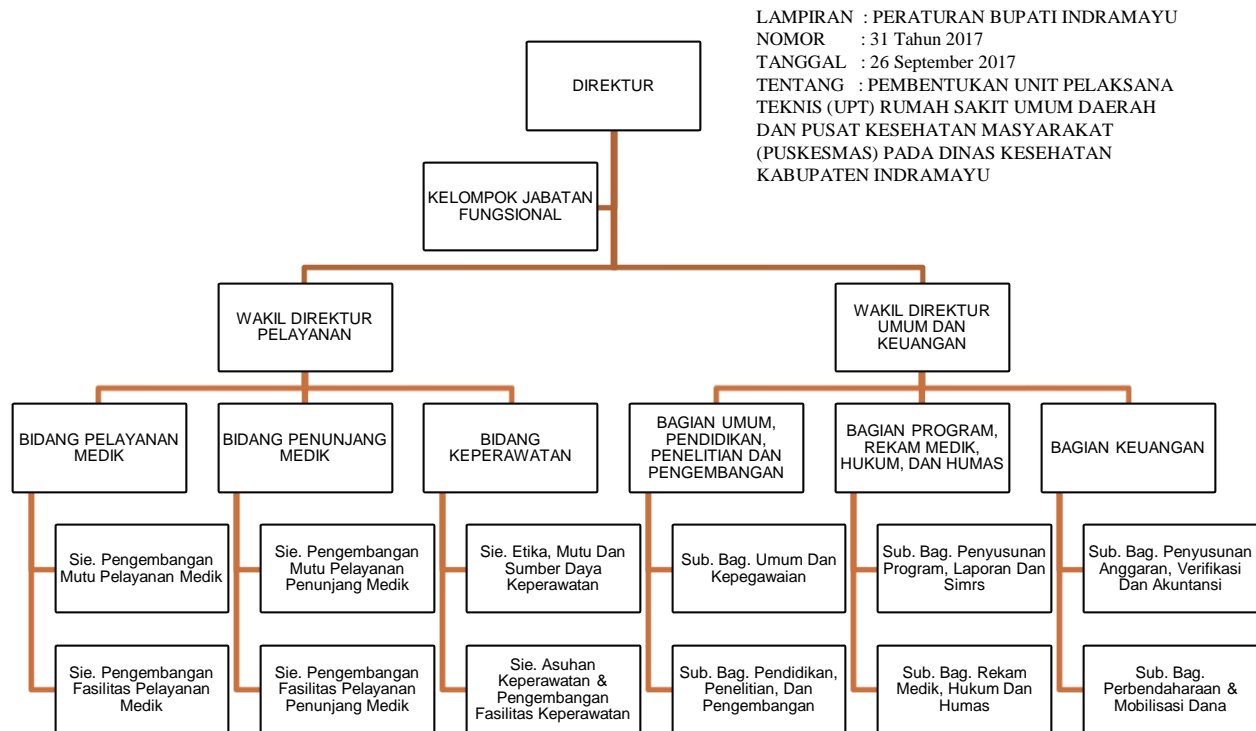 LAMPIRAN : PERATURAN BUPATI INDRAMAYU
NOMOR : 31 Tahun 2017
TANGGAL : 26 September 2017
TENTANG : PEMBENTUKAN UNIT PELAKSANA
TEKNIS (UPT) RUMAH SAKIT UMUM DAERAH
DAN PUSAT KESEHATAN MASYARAKAT
(PUSKESMAS) PADA DINAS KESEHATAN
KABUPATEN INDRAMAYU
DIREKTUR
KELOMPOK JABATAN
FUNGSIONAL
WAKIL DIREKTUR
PELAYANAN
WAKIL DIREKTUR
UMUM DAN
KEUANGAN
BIDANG PELAYANAN
MEDIK
BIDANG PENUNJANG
MEDIK
BIDANG
KEPERAWATAN
BAGIAN UMUM,
PENDIDIKAN,
PENELITIAN DAN
PENGEMBANGAN
BAGIAN PROGRAM,
REKAM MEDIK,
HUKUM, DAN HUMAS
BAGIAN KEUANGAN
Sie. Pengembangan
Mutu Pelayanan Medik
Sie. Pengembangan
Mutu Pelayanan
Penunjang Medik
Sie. Etika, Mutu Dan
Sumber Daya
Keperawatan
Sub. Bag. Umum Dan
Kepegawaian
Sub. Bag. Penyusunan
Program, Laporan Dan
Simrs
Sub. Bag. Penyusunan
Anggaran, Verifikasi
Dan Akuntansi
Sie. Pengembangan
Fasilitas Pelayanan
Medik
Sie. Pengembangan
Fasilitas Pelayanan
Penunjang Medik
Sie. Asuhan
Keperawatan &
Pengembangan
Fasilitas Keperawatan
Sub. Bag. Pendidikan,
Penelitian, Dan
Pengembangan
Sub. Bag. Rekam
Medik, Hukum Dan
Humas
Sub. Bag.
Perbendaharaan &
Mobilisasi Dana